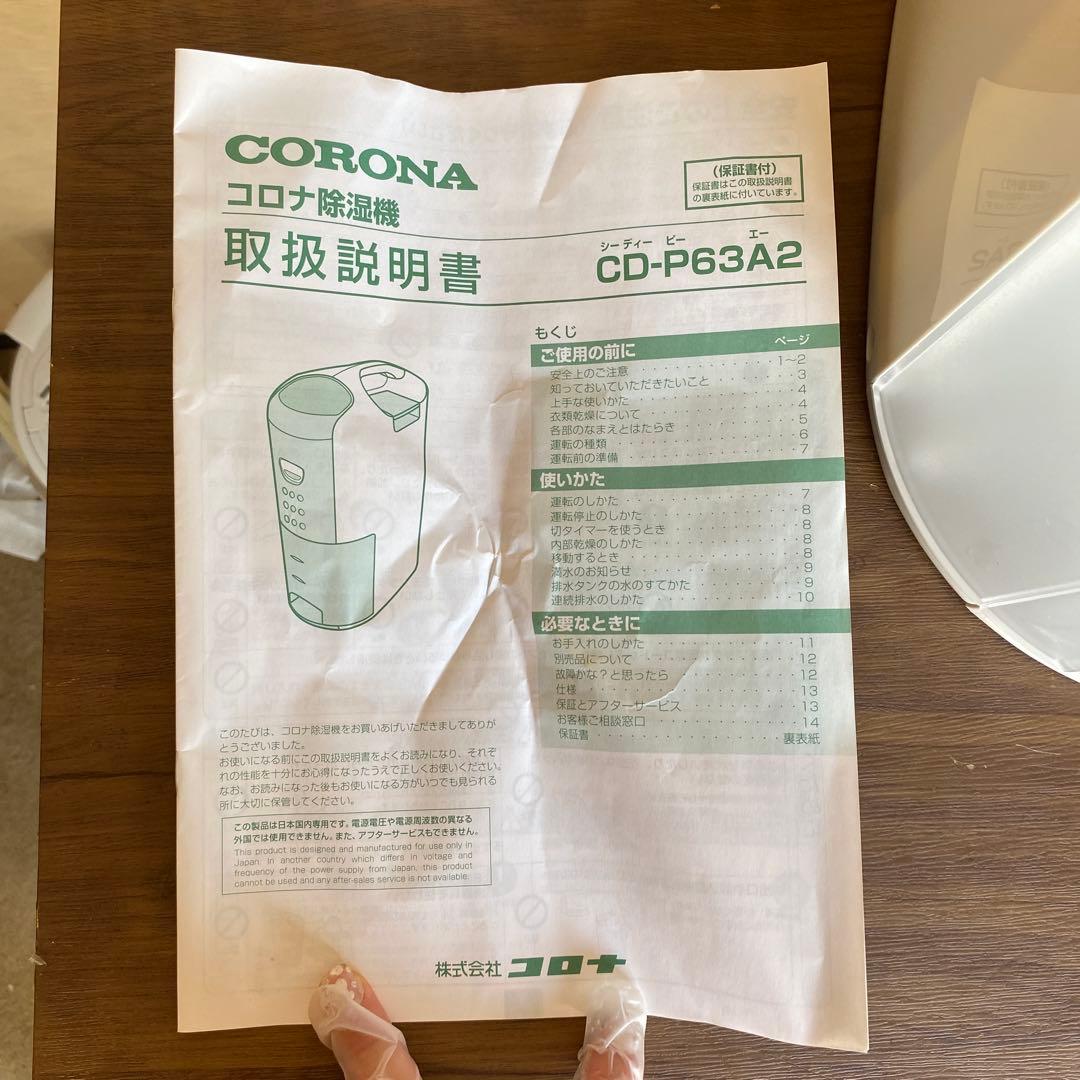 CORONA
コロナ除湿機
取扱説明書
(保証書付)
保証書はこの取扱説明書
の裏表紙に付いています。
シー ディー ピー エー
CD-P63A2
もくじ
ページ
ご使用の前に
安全上のご注意 1〜2
知っておいていただきたいこと 3
上手な使いかた 4
衣類乾燥について 4
各部のなまえとはたらき 5
運転の種類 6
運転前の準備 7
使いかた
運転のしかた 7
運転停止のしかた 8
切タイマーを使うとき 8
内部乾燥のしかた 8
移動するとき 8
満水のお知らせ 9
排水タンクの水のすてかた 9
連続排水のしかた 10
必要なときに
お手入れのしかた 11
別売品について 12
故障かな?と思ったら 12
仕様 13
保証とアフターサービス 13
お客様ご相談窓口 14
保証書 裏表紙
このたびは、コロナ除湿機をお買いあげいただきましてありが
とうございました。
お使いになる前にこの取扱説明書をよくお読みになり、それぞ
れの性能を十分にお心得になったうえで正しくお使いください。
なお、お読みになった後もお使いになる方がいつでも見られる
所に大切に保管してください。
この製品は日本国内専用です。電源電圧や電源周波数の異なる
外国では使用できません。また、アフターサービスもできません。
This product is designed and manufactured for use only in
Japan. In another country which differs in voltage and
frequency of the power supply from Japan, this product
cannot be used and any after-sales service is not available.
株式会社 コロナ